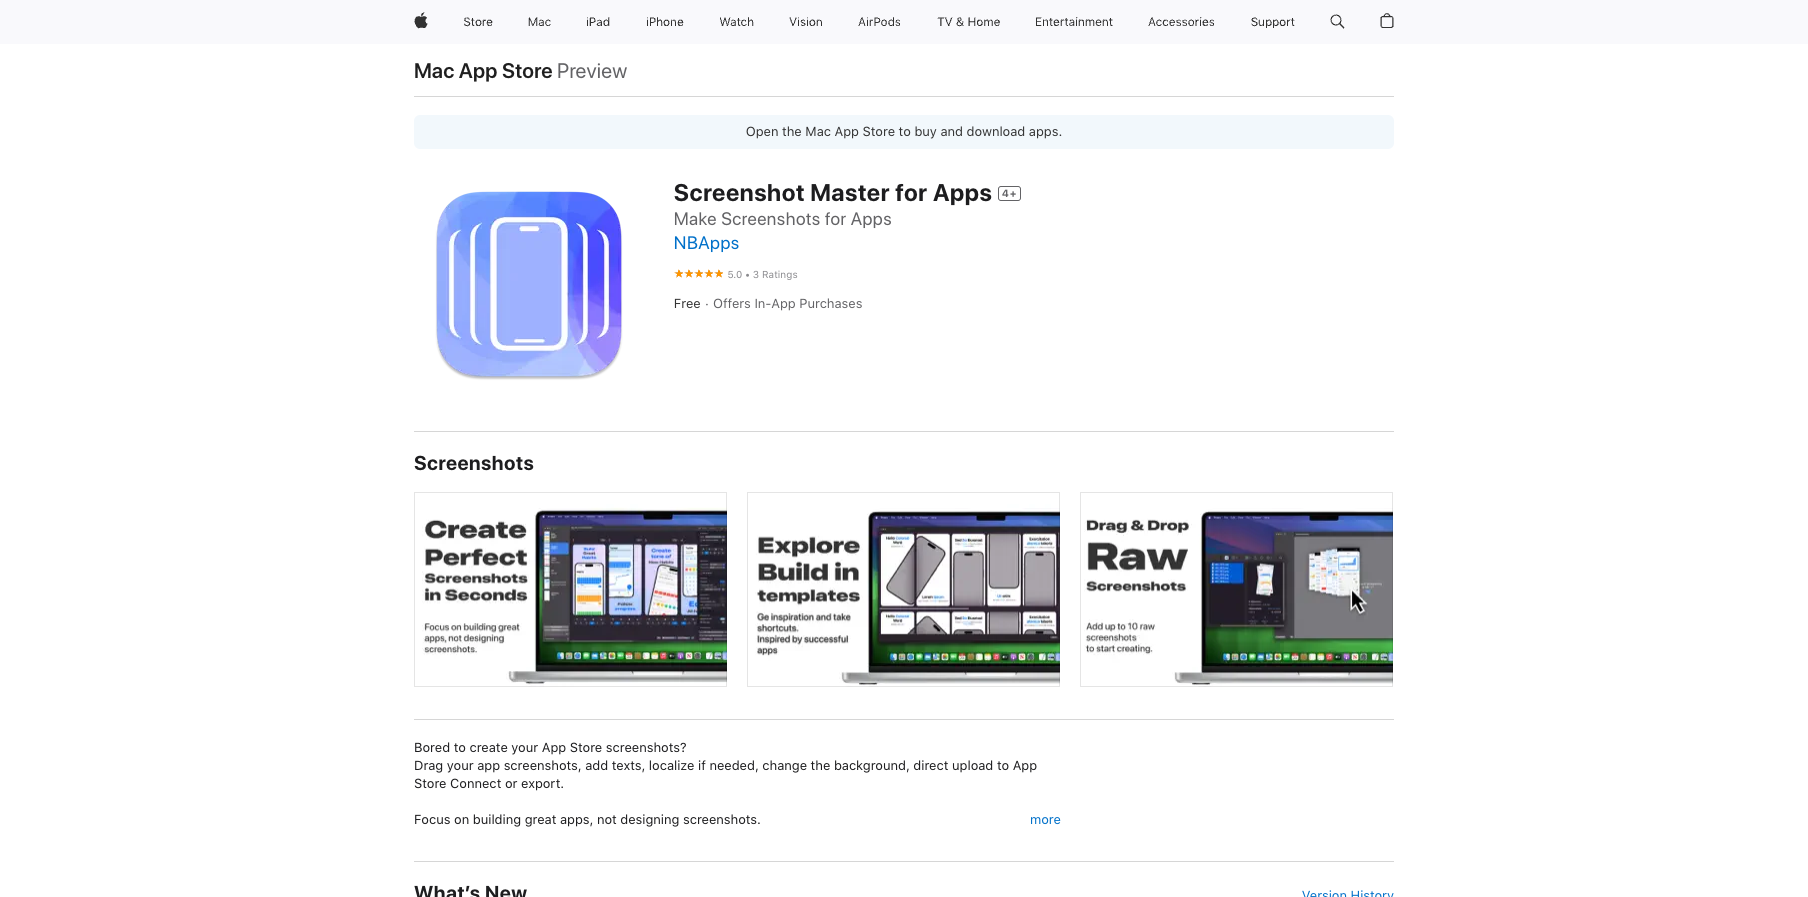 Store Mac iPad iPhone Watch Vision AirPods TV & Home Entertainment Accessories Support
Mac App Store Preview
Open the Mac App Store to buy and download apps.
Screenshot Master for Apps 4+
Make Screenshots for Apps
NBApps
5.0 • 3 Ratings
Free · Offers In-App Purchases
Screenshots
Create
Perfect
Screenshots
in Seconds
Focus on building great
apps, not designing
screenshots.
Explore
Build in
templates
Ge inspiration and take
shortcuts.
Inspired by successful
apps
Drag & Drop
Raw
Screenshots
Add up to 10 raw
screenshots
to start creating.
Bored to create your App Store screenshots?
Drag your app screenshots, add texts, localize if needed, change the background, direct upload to App
Store Connect or export.
Focus on building great apps, not designing screenshots.
more
What's New
Version History